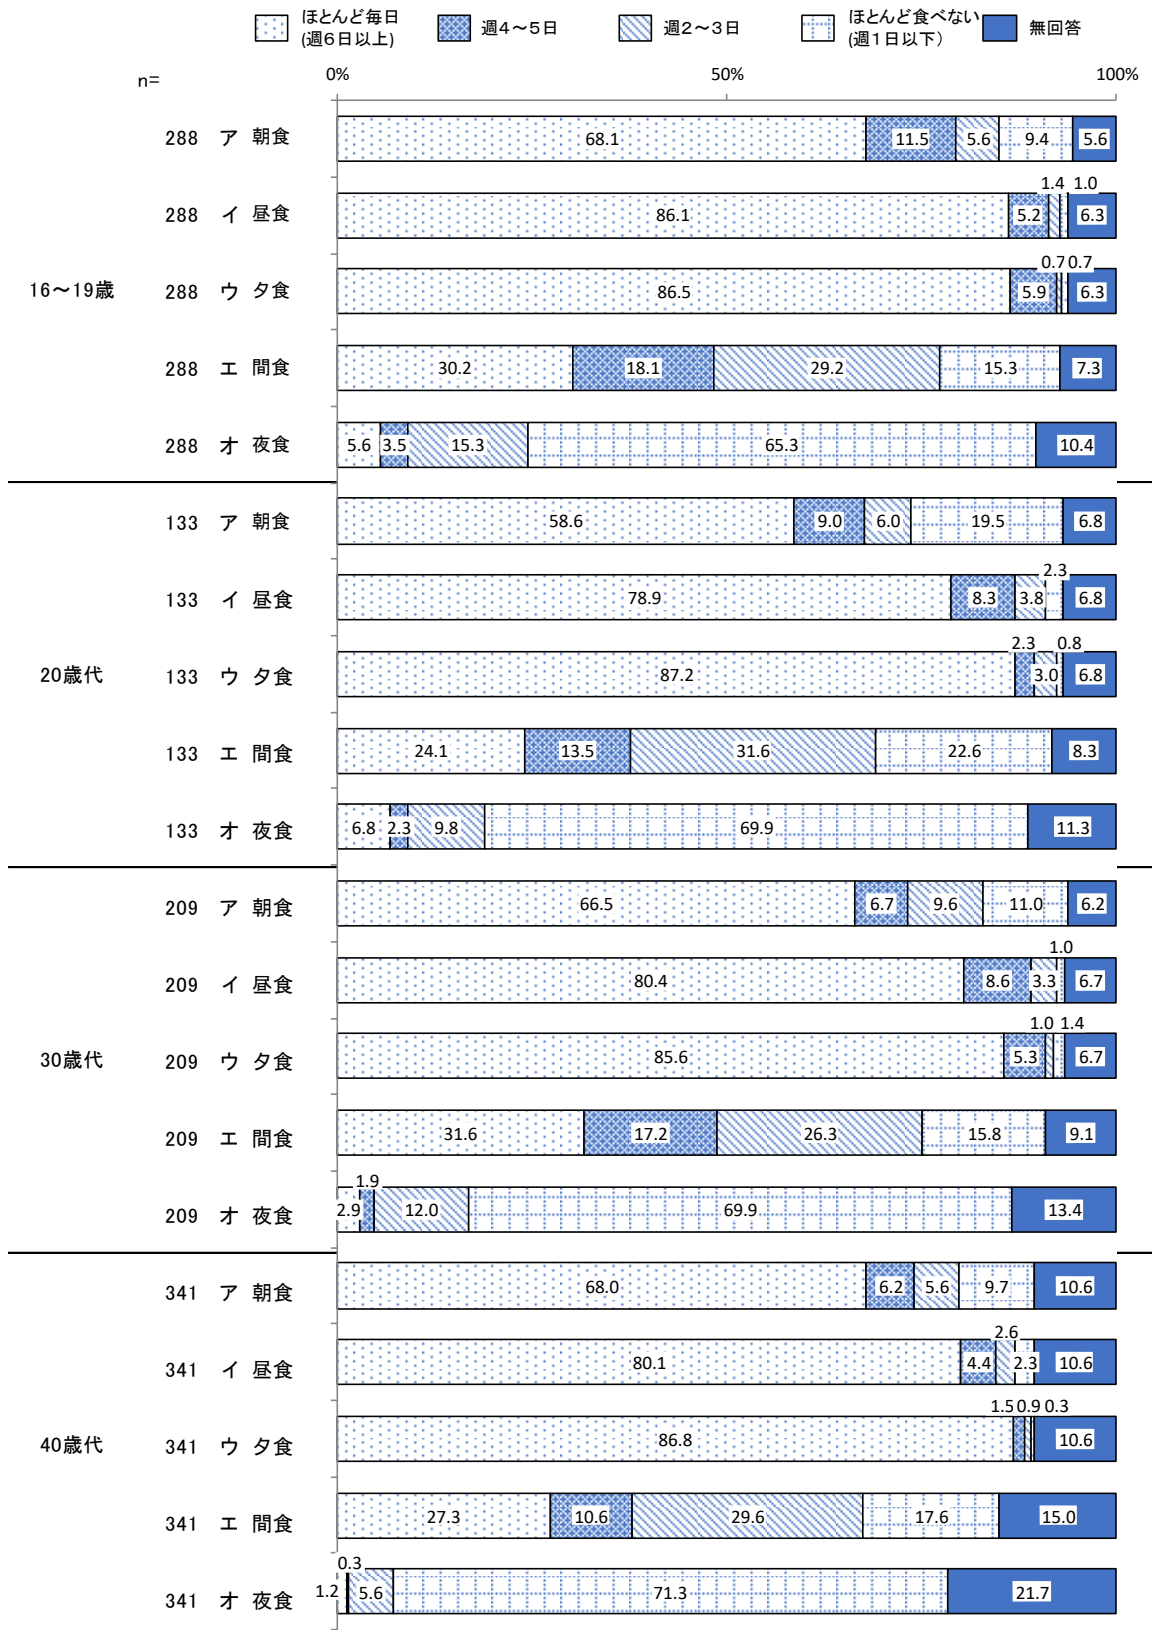 ほとんど毎日
(週6日以上)
週4～5日
週2～3日
ほとんど食べない
(週1日以下)
無回答
n=
0%
50%
100%
288 ア 朝食 68.1 11.5 5.6 9.4 5.6
1.4 1.0
288 イ 昼食 86.1 5.2 6.3
0.7 0.7
16～19歳 288 ウ 夕食 86.5 5.9 6.3
288 エ 間食 30.2 18.1 29.2 15.3 7.3
288 オ 夜食 5.6 3.5 15.3 65.3 10.4
133 ア 朝食 58.6 9.0 6.0 19.5 6.8
2.3
133 イ 昼食 78.9 8.3 3.8 6.8
2.3 0.8
20歳代 133 ウ 夕食 87.2 3.0 6.8
133 エ 間食 24.1 13.5 31.6 22.6 8.3
133 オ 夜食 6.8 2.3 9.8 69.9 11.3
209 ア 朝食 66.5 6.7 9.6 11.0 6.2
1.0
209 イ 昼食 80.4 8.6 3.3 6.7
1.0 1.4
30歳代 209 ウ 夕食 85.6 5.3 6.7
209 エ 間食 31.6 17.2 26.3 15.8 9.1
1.9
209 オ 夜食 2.9 12.0 69.9 13.4
341 ア 朝食 68.0 6.2 5.6 9.7 10.6
2.6
341 イ 昼食 80.1 4.4 2.3 10.6
1.5 0.9 0.3
40歳代 341 ウ 夕食 86.8 10.6
341 エ 間食 27.3 10.6 29.6 17.6 15.0
0.3
341 オ 夜食 1.2 5.6 71.3 21.7